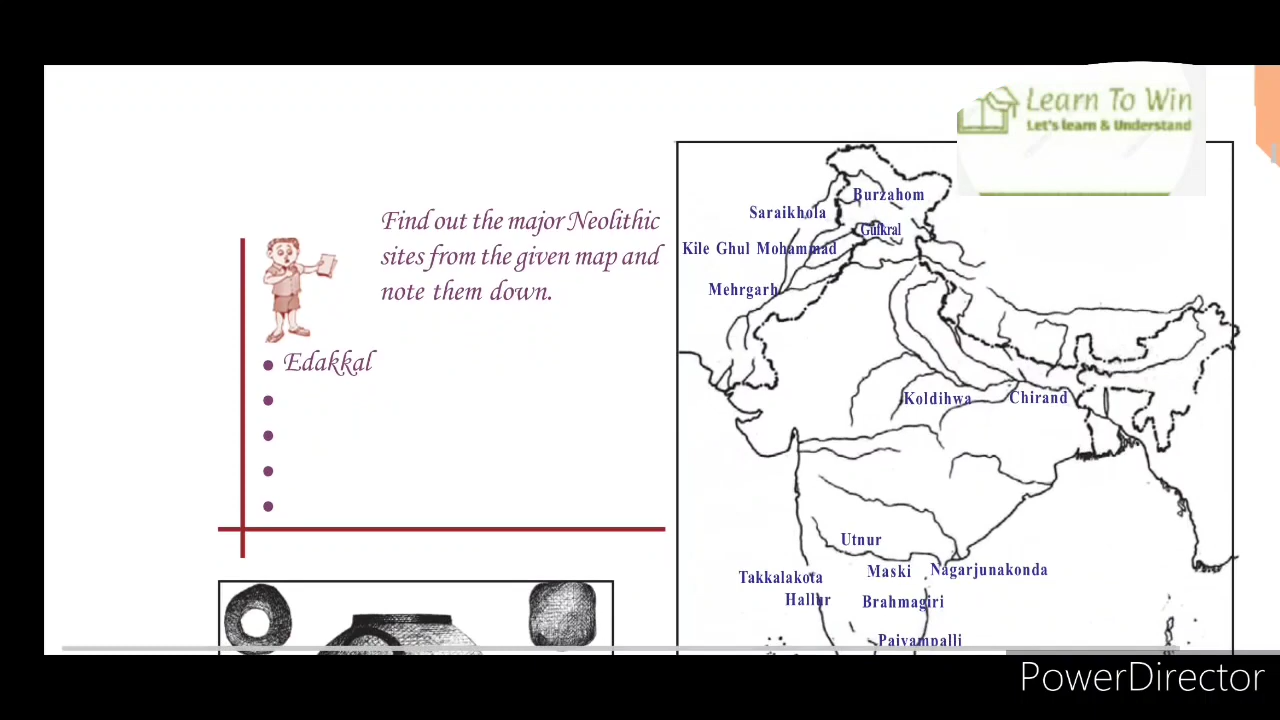 Learn To Win
Let's learn & Understand
Find out the major Neolithic
sites from the given map and
note them down.
• Edakkal
•
•
•
•
Burzahom
Saraikhola
Gufkral
Kile Ghul Mohammad
Mehrgarh
Koldihwa
Chirand
Utnur
Takkalakota
Maski
Nagarjunakonda
Hallur
Brahmagiri
Paiyampalli
PowerDirector